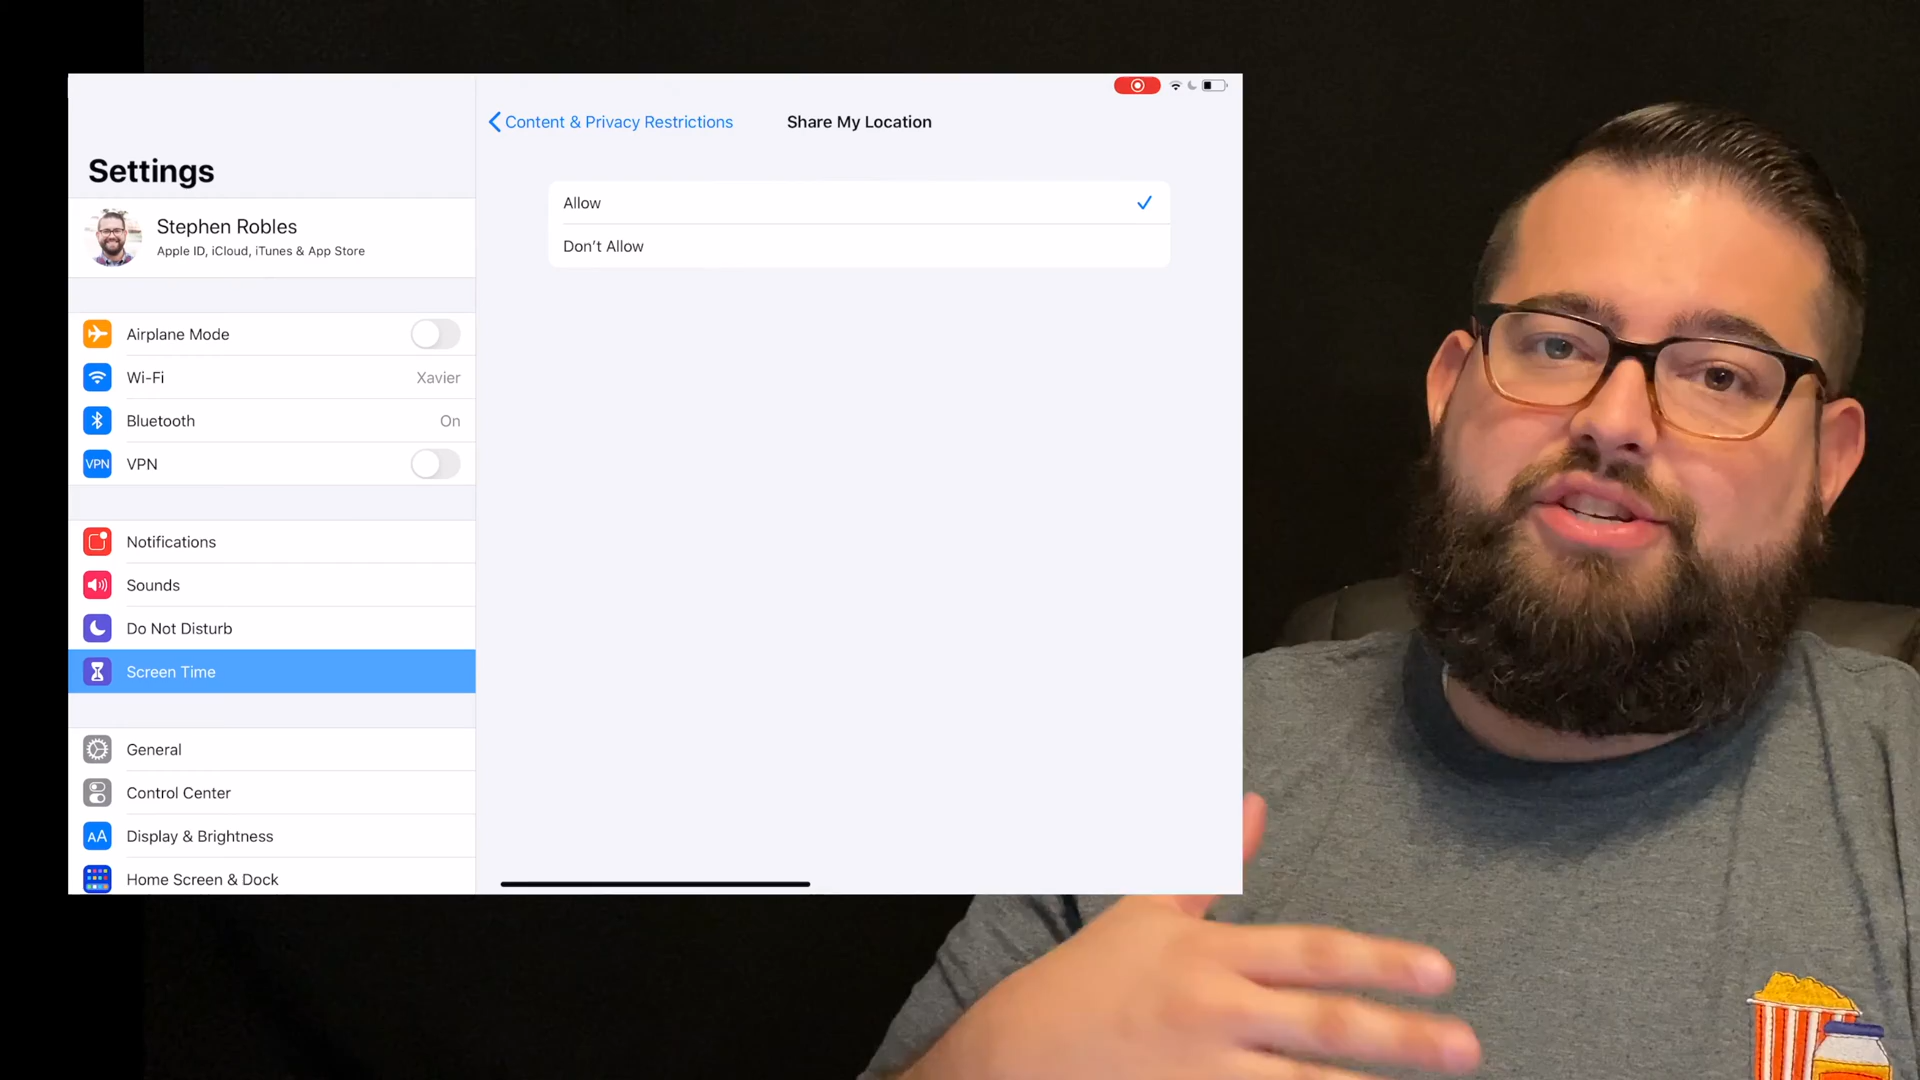 Content & Privacy Restrictions
Share My Location
Settings
Stephen Robles
Apple ID, iCloud, iTunes & App Store
Allow
Don't Allow
Airplane Mode
Wi-Fi
Xavier
Bluetooth
On
VPN
VPN
Notifications
Sounds
Do Not Disturb
Screen Time
General
Control Center
AA
Display & Brightness
Home Screen & Dock